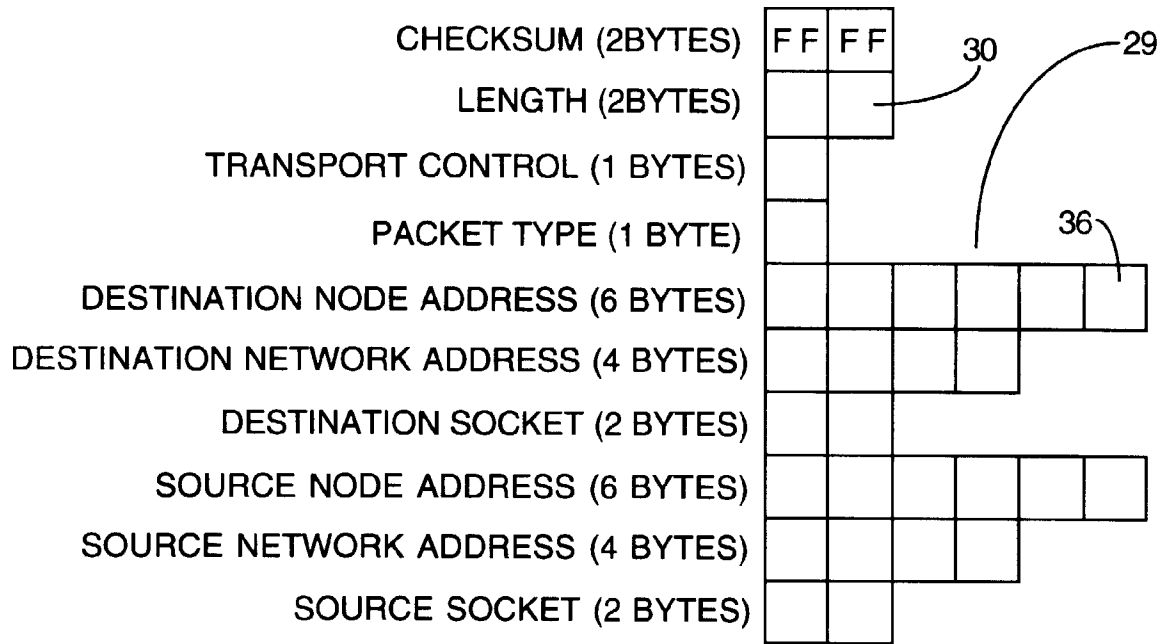 CHECKSUM (2BYTES) FF FF
30
29
LENGTH (2BYTES)
TRANSPORT CONTROL (1 BYTES)
PACKET TYPE (1 BYTE)
36
DESTINATION NODE ADDRESS (6 BYTES)
DESTINATION NETWORK ADDRESS (4 BYTES)
DESTINATION SOCKET (2 BYTES)
SOURCE NODE ADDRESS (6 BYTES)
SOURCE NETWORK ADDRESS (4 BYTES)
SOURCE SOCKET (2 BYTES)